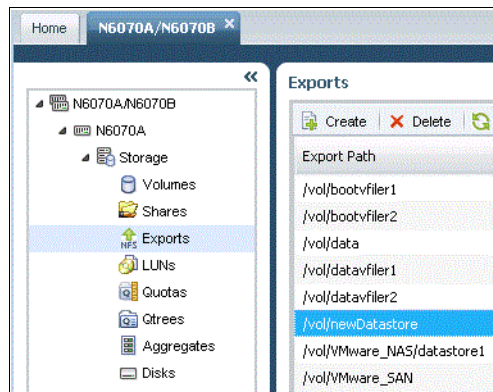 Home
N6070A/N6070B
N6070A/N6070B
N6070A
Storage
Volumes
Shares
NFS Exports
LUNs
Quotas
Qtrees
Aggregates
Disks
Exports
Create Delete
Export Path
/vol/bootvfiler1
/vol/bootvfiler2
/vol/data
/vol/datavfiler1
/vol/datavfiler2
/vol/newDatastore
/vol/VMware_NAS/datastore1
/vol/VMware_SAN